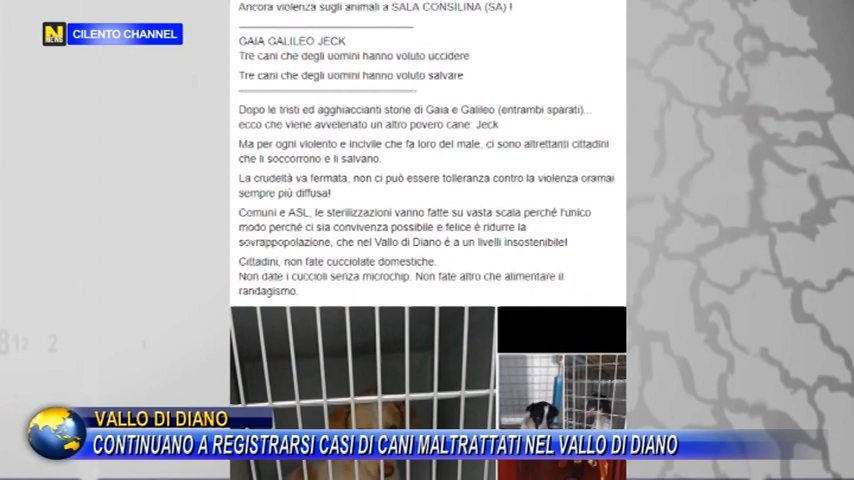 Ancora violenza sugli animali a SALA CONSILINA (SA) !
N
CILENTO CHANNEL
GAIA GALILEO JECK
Tre cani che degli uomini hanno voluto uccidere
Tre cani che degli uomini hanno voluto salvare
Dopo le tristi ed agghiaccianti storie di Gaia e Galileo (entrambi sparati)...
ecco che viene avvelenato un altro povero cane: Jeck
Ma per ogni violento e incivile che fa loro del male, ci sono altrettanti cittadini
che li soccorrono e li salvano.
La crudeltà va fermata, non ci può essere tolleranza contro la violenza oramai
sempre più diffusa!
Comuni e ASL, le sterilizzazioni vanno fatte su vasta scala perché l'unico
modo perché ci sia convivenza possibile e felice è ridurre la
sovrappopolazione, che nel Vallo di Diano é a un livelli insostenibile!
Cittadini, non fate cucciolate domestiche.
Non date i cuccioli senza microchip. Non fate altro che alimentare il
randagismo.
VALLO DI DIANO
CONTINUANO A REGISTRARSI CASI DI CANI MALTRATTATI NEL VALLO DI DIANO